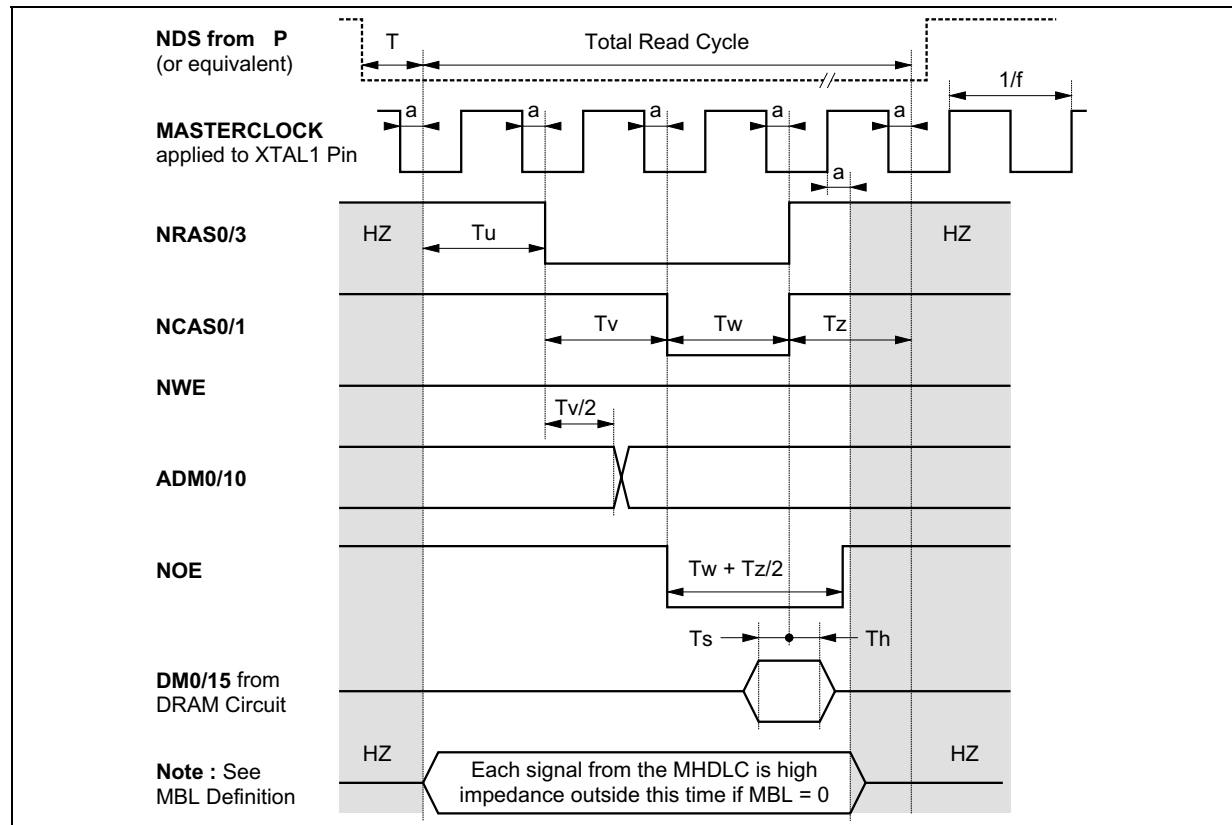 NDS from P
(or equivalent)
T
Total Read Cycle
1/f
MASTERCLOCK
applied to XTAL1 Pin
a
a
a
a
a
a
NRAS0/3
HZ
Tu
HZ
NCAS0/1
Tv
Tw
Tz
NWE
Tv/2
ADM0/10
NOE
Tw + Tz/2
Ts
Th
DM0/15 from
DRAM Circuit
HZ
HZ
Note : See
MBL Definition
Each signal from the MHDLC is high
impedance outside this time if MBL = 0